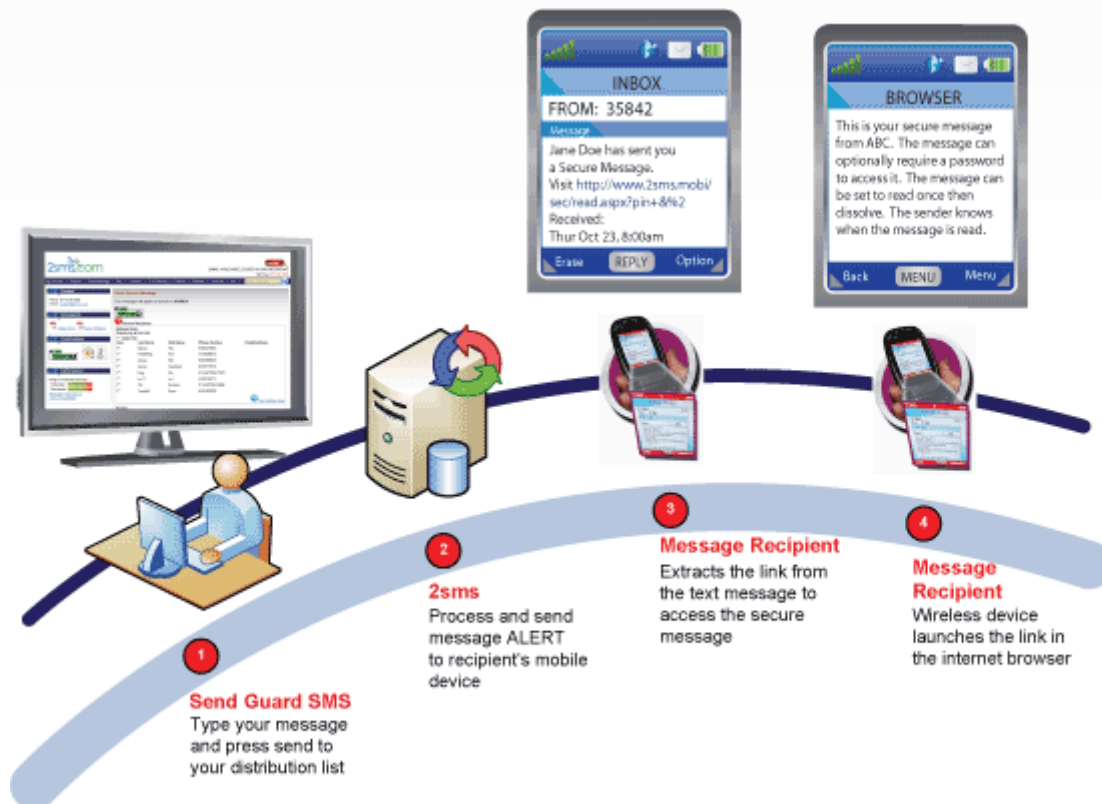 INBOX
FROM: 35842
Message
Jane Doe has sent you
a Secure Message.
Visit http://www.2sms.mobi/
sec/read.aspx?pin+8%2
Received:
Thur Oct 23, 8:00am
Erase REPLY Option
BROWSER
This is your secure message
from ABC. The message can
optionally require a password
to access it. The message can
be set to read once then
dissolve. The sender knows
when the message is read.
Back MENU Menu
2sms.com
1
Send Guard SMS
Type your message
and press send to
your distribution list
2
2sms
Process and send
message ALERT
to recipient's mobile
device
3
Message Recipient
Extracts the link from
the text message to
access the secure
message
4
Message
Recipient
Wireless device
launches the link in
the internet browser